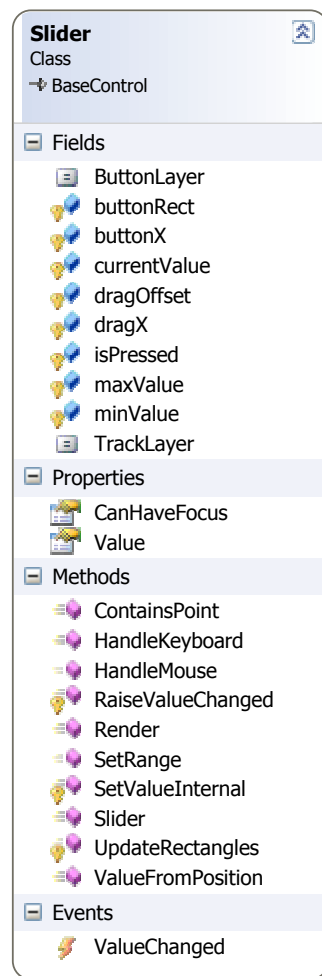 Slider
Class
BaseControl
Fields
ButtonLayer
buttonRect
buttonX
currentValue
dragOffset
dragX
isPressed
maxValue
minValue
TrackLayer
Properties
CanHaveFocus
Value
Methods
ContainsPoint
HandleKeyboard
HandleMouse
RaiseValueChanged
Render
SetRange
SetValueInternal
Slider
UpdateRectangles
ValueFromPosition
Events
ValueChanged